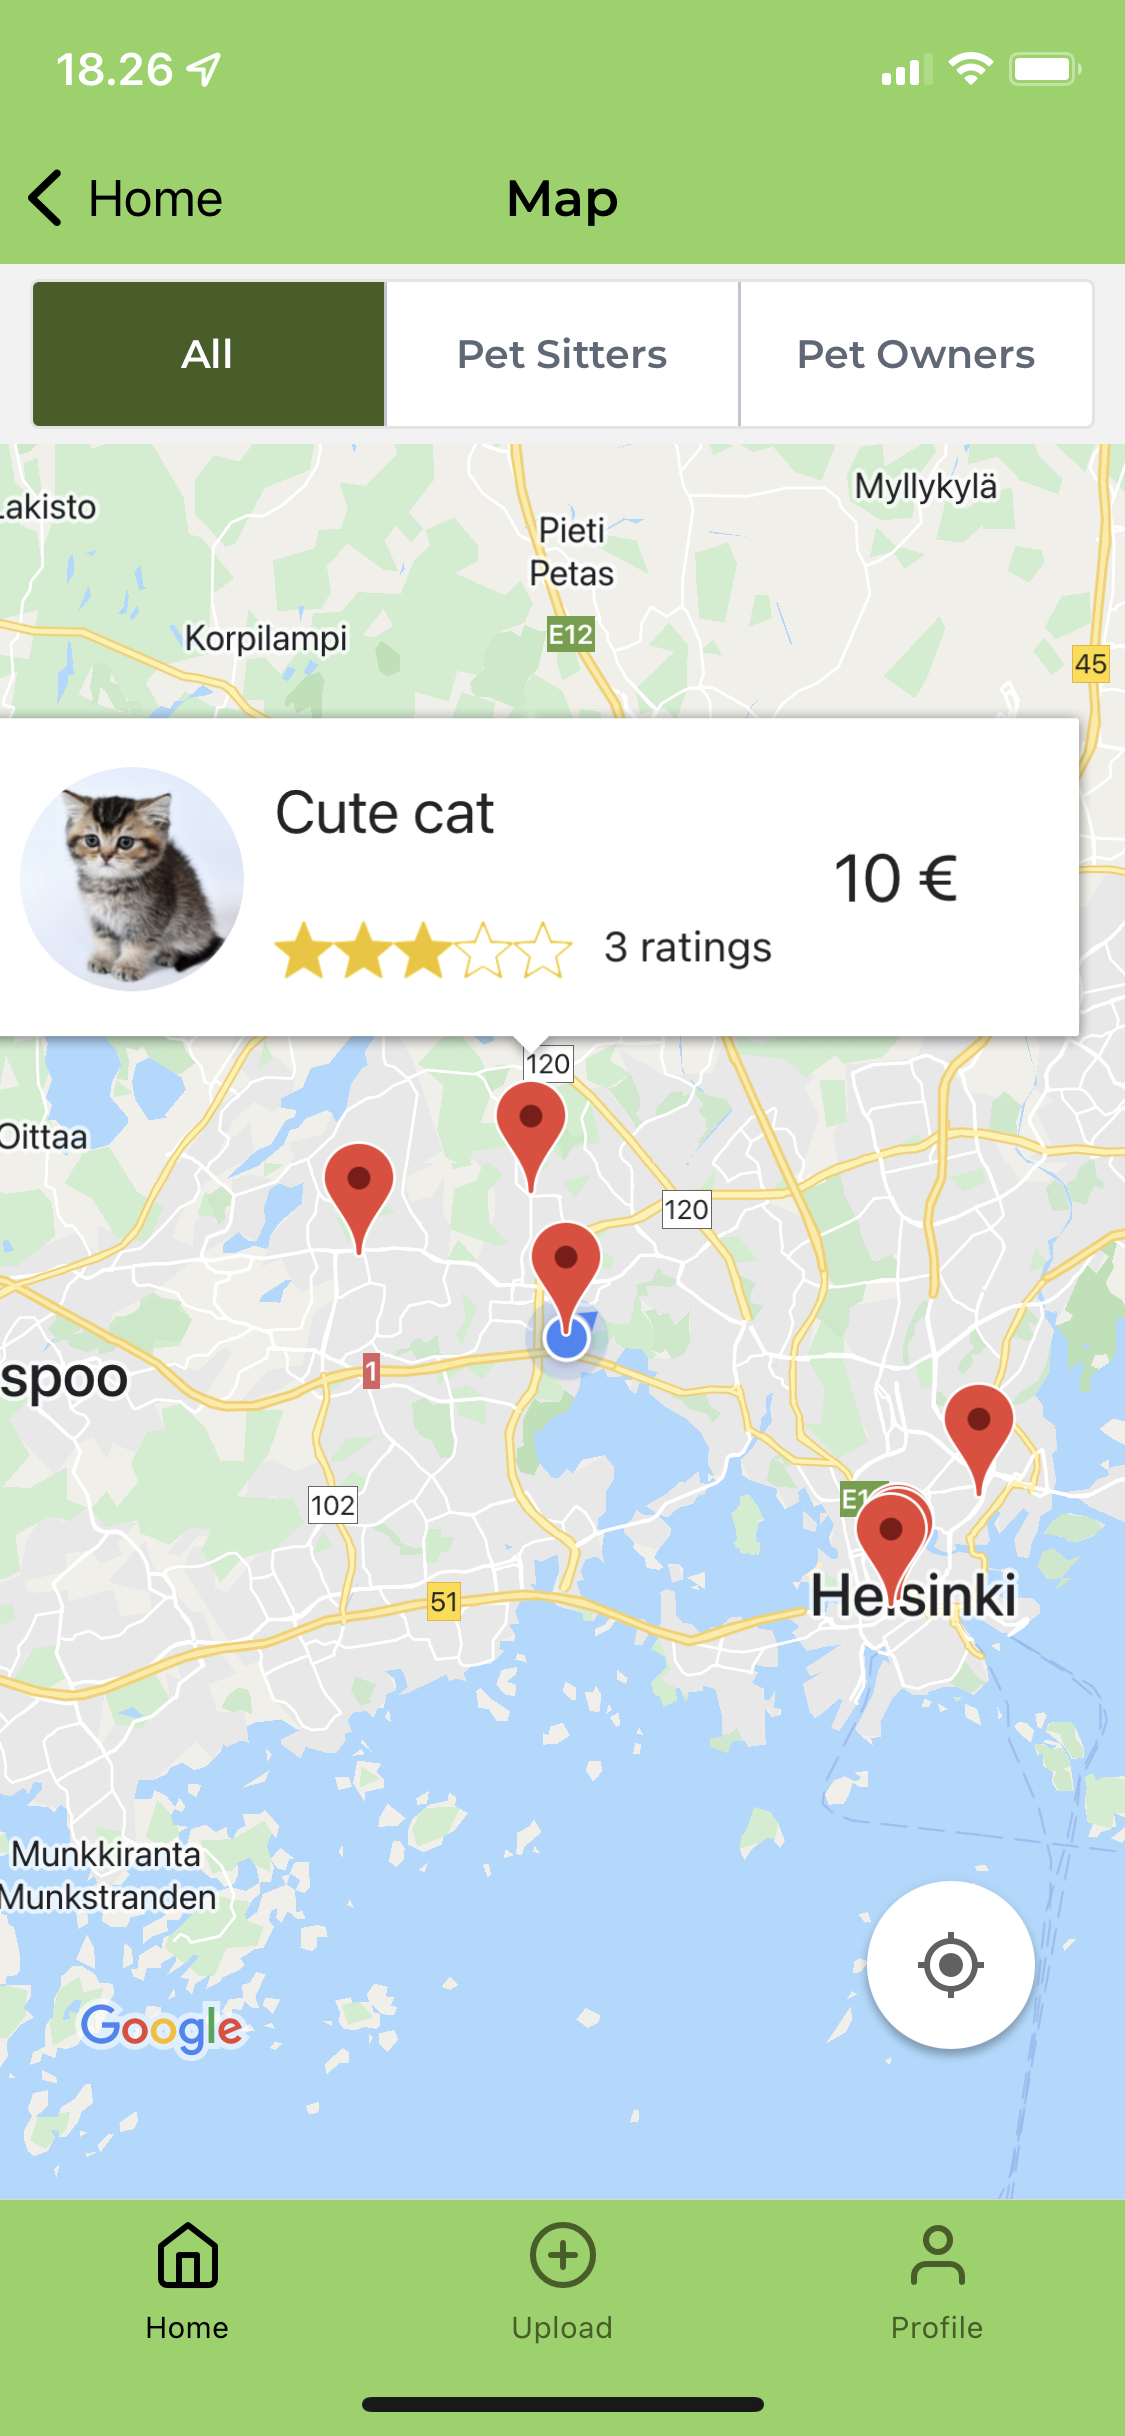 18.26
Home
Map
All
Pet Sitters
Pet Owners
Lakisto
Myllykylä
Pieti
Petas
Korpilampi
E12
45
Cute cat
10 €
3 ratings
120
Oittaa
120
1
spoo
102
E1
51
Helsinki
Munkkiranta
Munkstranden
Google
Home
Upload
Profile